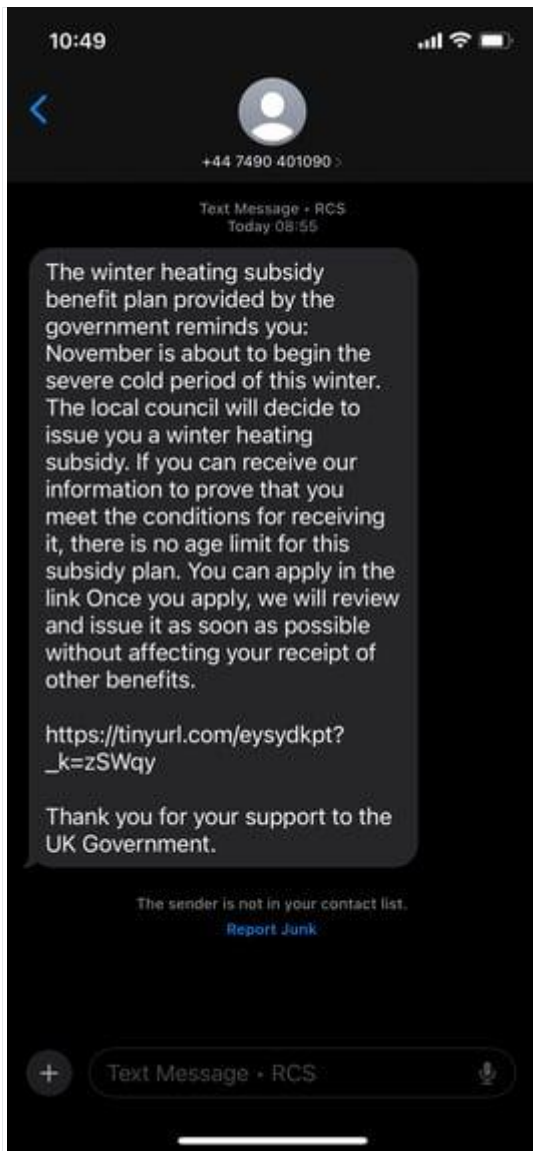 10:49
+44 7490 401090 >
Text Message • RCS
Today 08:55
The winter heating subsidy
benefit plan provided by the
government reminds you:
November is about to begin the
severe cold period of this winter.
The local council will decide to
issue you a winter heating
subsidy. If you can receive our
information to prove that you
meet the conditions for receiving
it, there is no age limit for this
subsidy plan. You can apply in the
link Once you apply, we will review
and issue it as soon as possible
without affecting your receipt of
other benefits.
https://tinyurl.com/eysydkpt?
_k=zSWqy
Thank you for your support to the
UK Government.
The sender is not in your contact list.
Report Junk
Text Message • RCS